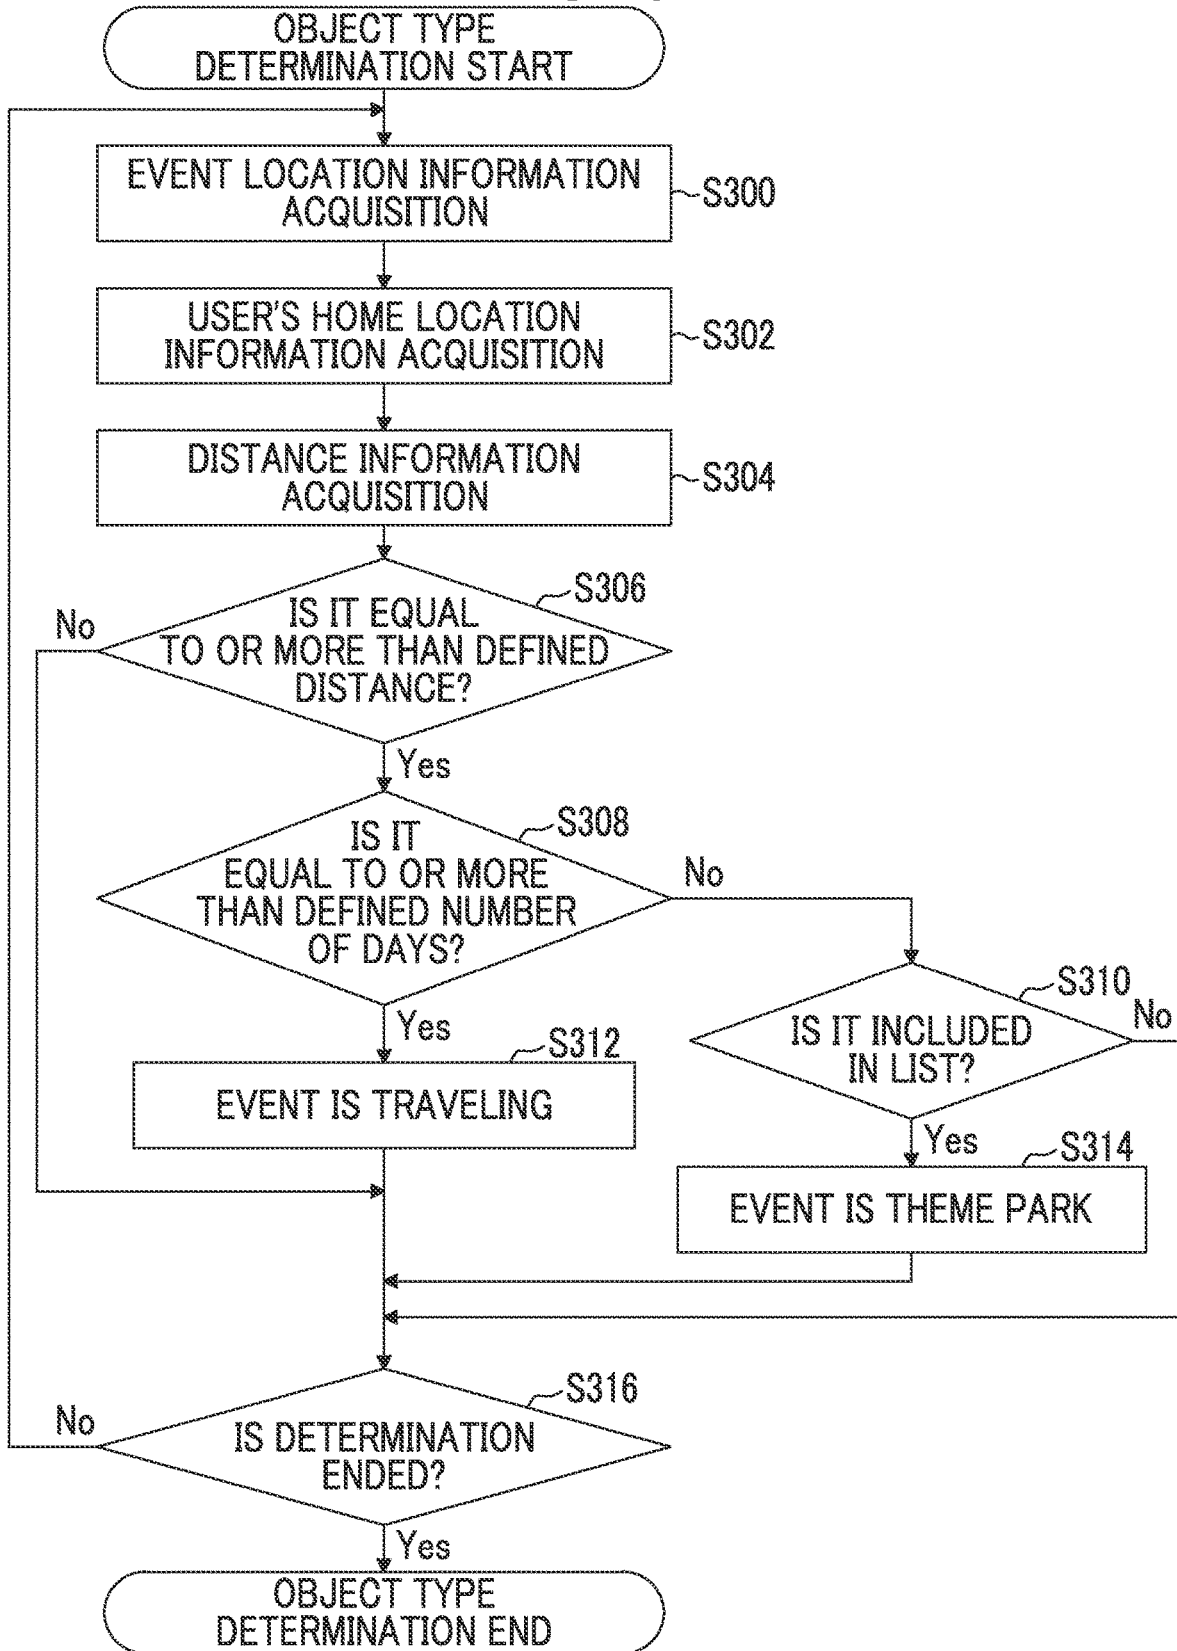 OBJECT TYPE
DETERMINATION START
EVENT LOCATION INFORMATION
ACQUISITION
S300
USER'S HOME LOCATION
INFORMATION ACQUISITION
S302
DISTANCE INFORMATION
ACQUISITION
S304
S306
No
IS IT EQUAL
TO OR MORE THAN DEFINED
DISTANCE?
Yes
S308
IS IT
EQUAL TO OR MORE
THAN DEFINED NUMBER
OF DAYS?
No
S310
Yes
No
IS IT INCLUDED
IN LIST?
S312
EVENT IS TRAVELING
Yes
S314
EVENT IS THEME PARK
S316
No
IS DETERMINATION
ENDED?
Yes
OBJECT TYPE
DETERMINATION END